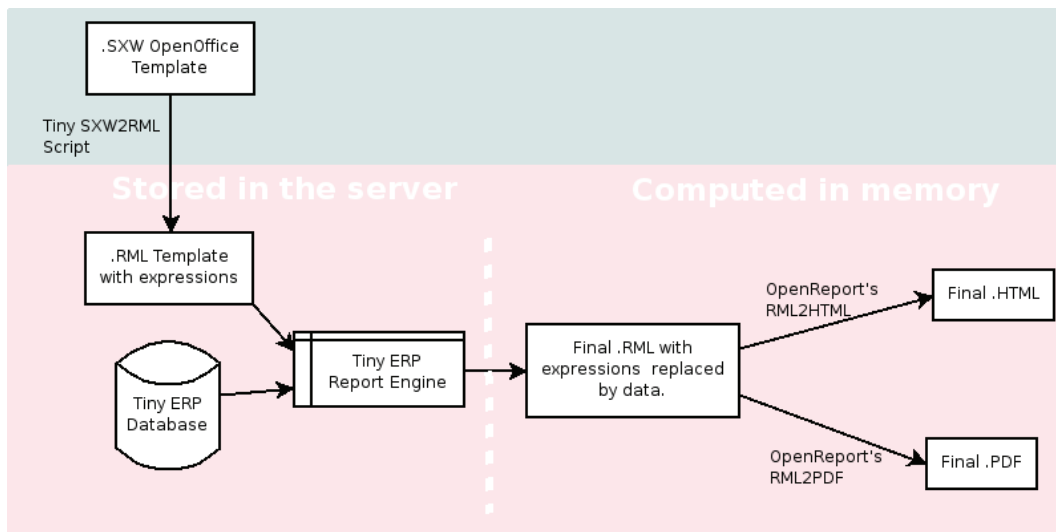 .SXW OpenOffice
Template
Tiny SXW2RML
Script
Stored in the server
Computed in memory
.RML Template
with expressions
Tiny ERP
Database
Tiny ERP
Report Engine
Final .RML with
expressions replaced
by data.
OpenReport's
RML2HTML
Final .HTML
OpenReport's
RML2PDF
Final .PDF